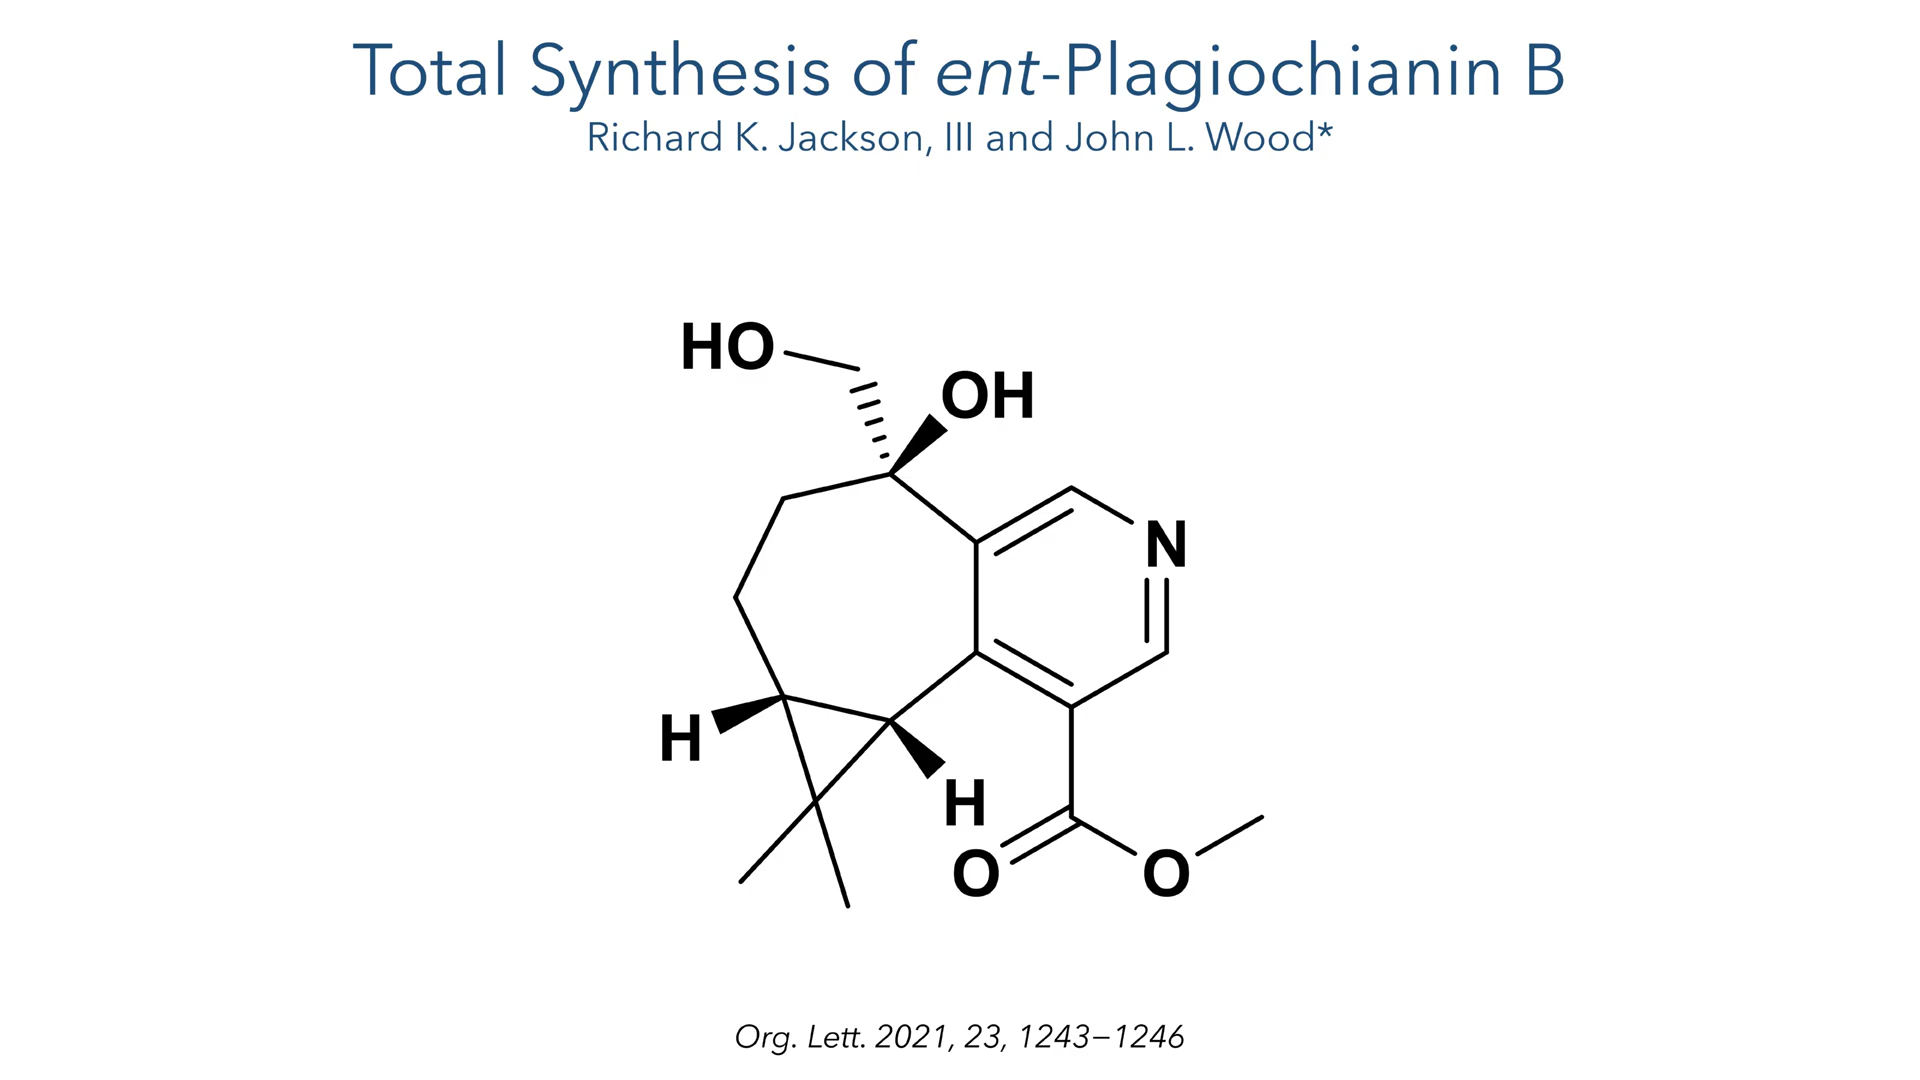 Total Synthesis of ent-Plagiochianin B
Richard K. Jackson, III and John L. Wood*
HO
OH
N
H
H
O
O
Org. Lett. 2021, 23, 1243–1246